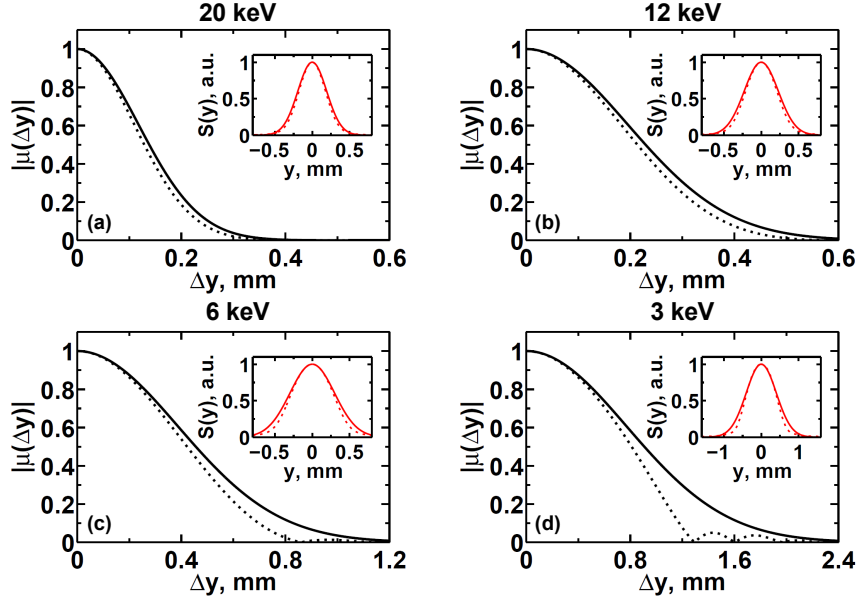 20 keV
1
0.8
0.6
0.4
0.2
0
|μ(Δy)|
(a)
0 0.2 0.4 0.6
Δy, mm
S(y), a.u.
1
0.5
0
−0.5 0 0.5
y, mm
12 keV
1
0.8
0.6
0.4
0.2
0
|μ(Δy)|
(b)
0 0.2 0.4 0.6
Δy, mm
S(y), a.u.
1
0.5
0
−0.5 0 0.5
y, mm
6 keV
1
0.8
0.6
0.4
0.2
0
|μ(Δy)|
(c)
0 0.4 0.8 1.2
Δy, mm
S(y), a.u.
1
0.5
0
−0.5 0 0.5
y, mm
3 keV
1
0.8
0.6
0.4
0.2
0
|μ(Δy)|
(d)
0 0.8 1.6 2.4
Δy, mm
S(y), a.u.
1
0.5
0
−1 0 1
y, mm